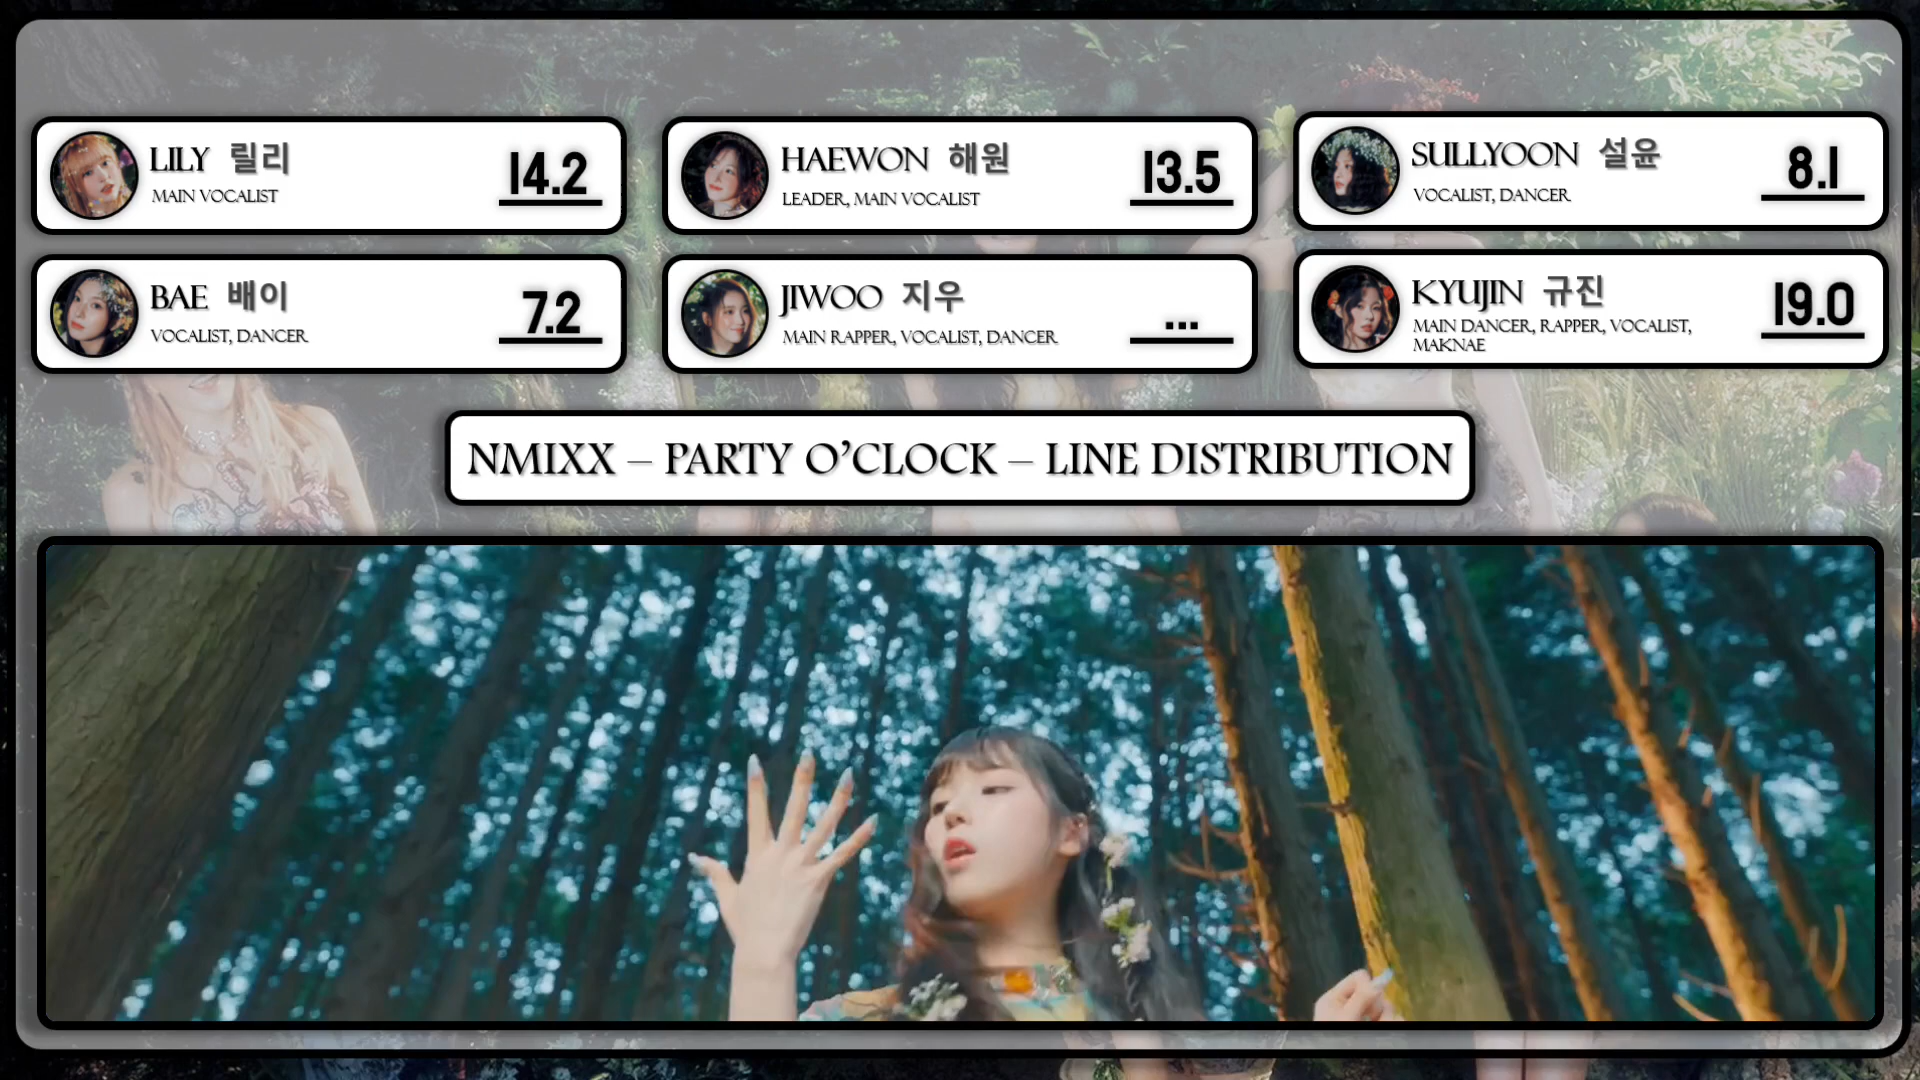 LILY 릴리
MAIN VOCALIST
14.2
HAEWON 해원
LEADER, MAIN VOCALIST
13.5
SULLYOON 설윤
VOCALIST, DANCER
8.1
BAE 배이
VOCALIST, DANCER
7.2
JIWOO 지우
MAIN RAPPER, VOCALIST, DANCER
...
KYUJIN 규진
MAIN DANCER, RAPPER, VOCALIST,
MAKNAE
19.0
NMIXX – PARTY O’CLOCK – LINE DISTRIBUTION